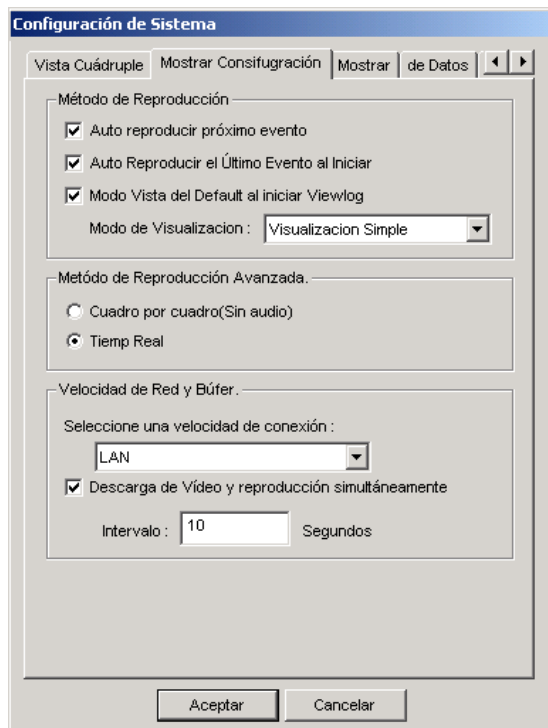 Configuración de Sistema
Vista Cuádruple Mostrar Consifugración Mostrar de Datos
Método de Reproducción
Auto reproducir próximo evento
Auto Reproducir el Último Evento al Iniciar
Modo Vista del Default al iniciar Viewlog
Modo de Visualizacion : Visualizacion Simple
Metódo de Reproducción Avanzada.
Cuadro por cuadro(Sin audio)
Tiemp Real
Velocidad de Red y Búfer.
Seleccione una velocidad de conexión :
LAN
Descarga de Vídeo y reproducción simultáneamente
Intervalo : 10 Segundos
Aceptar Cancelar